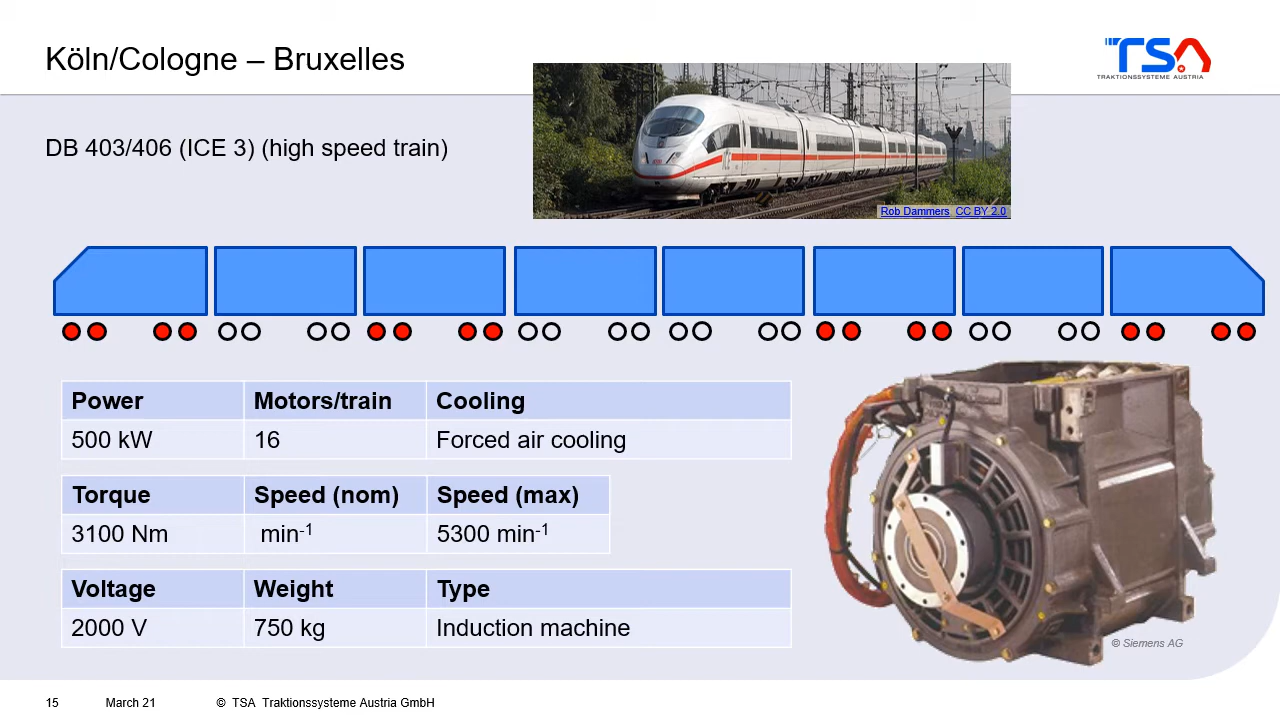 Köln/Cologne – Bruxelles
TSA
TRAKTIONSSYSTEME AUSTRIA
DB 403/406 (ICE 3) (high speed train)
Rob Dammers, CC BY 2.0
Power Motors/train Cooling
500 kW 16 Forced air cooling
Torque Speed (nom) Speed (max)
3100 Nm min-1 5300 min-1
Voltage Weight Type
2000 V 750 kg Induction machine
© Siemens AG
15 March 21 © TSA Traktionssysteme Austria GmbH